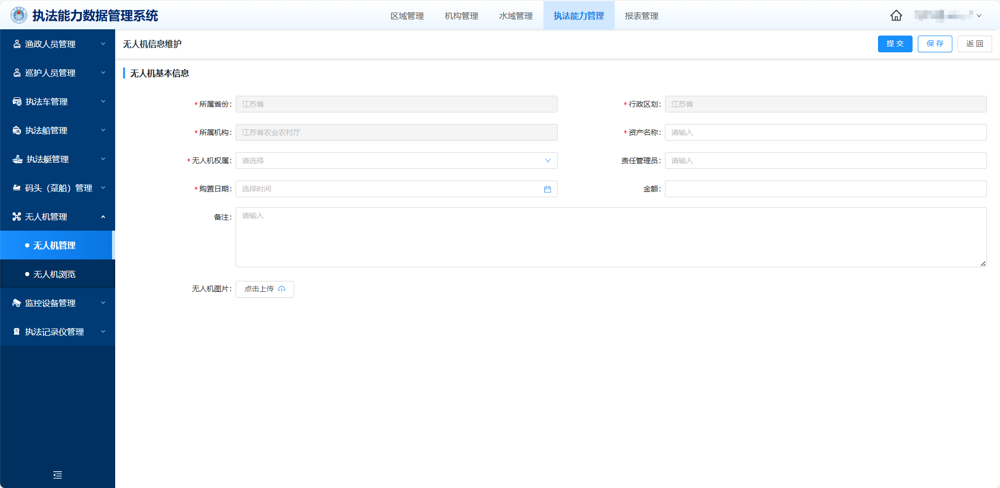 执法能力数据管理系统
区域管理 机构管理 水域管理 执法能力管理 报表管理
渔政人员管理
巡护人员管理
执法车管理
执法船管理
执法艇管理
码头（趸船）管理
无人机管理
无人机管理
无人机浏览
监控设备管理
执法记录仪管理
无人机信息维护
提 交 保 存 返 回
无人机基本信息
*所属省份: 江苏省 *行政区划: 江苏省
*所属机构: 江苏省农业农村厅 *资产名称: 请输入
*无人机权属: 请选择 责任管理员: 请输入
*购置日期: 选择时间 金额:
备注: 请输入
无人机图片: 点击上传